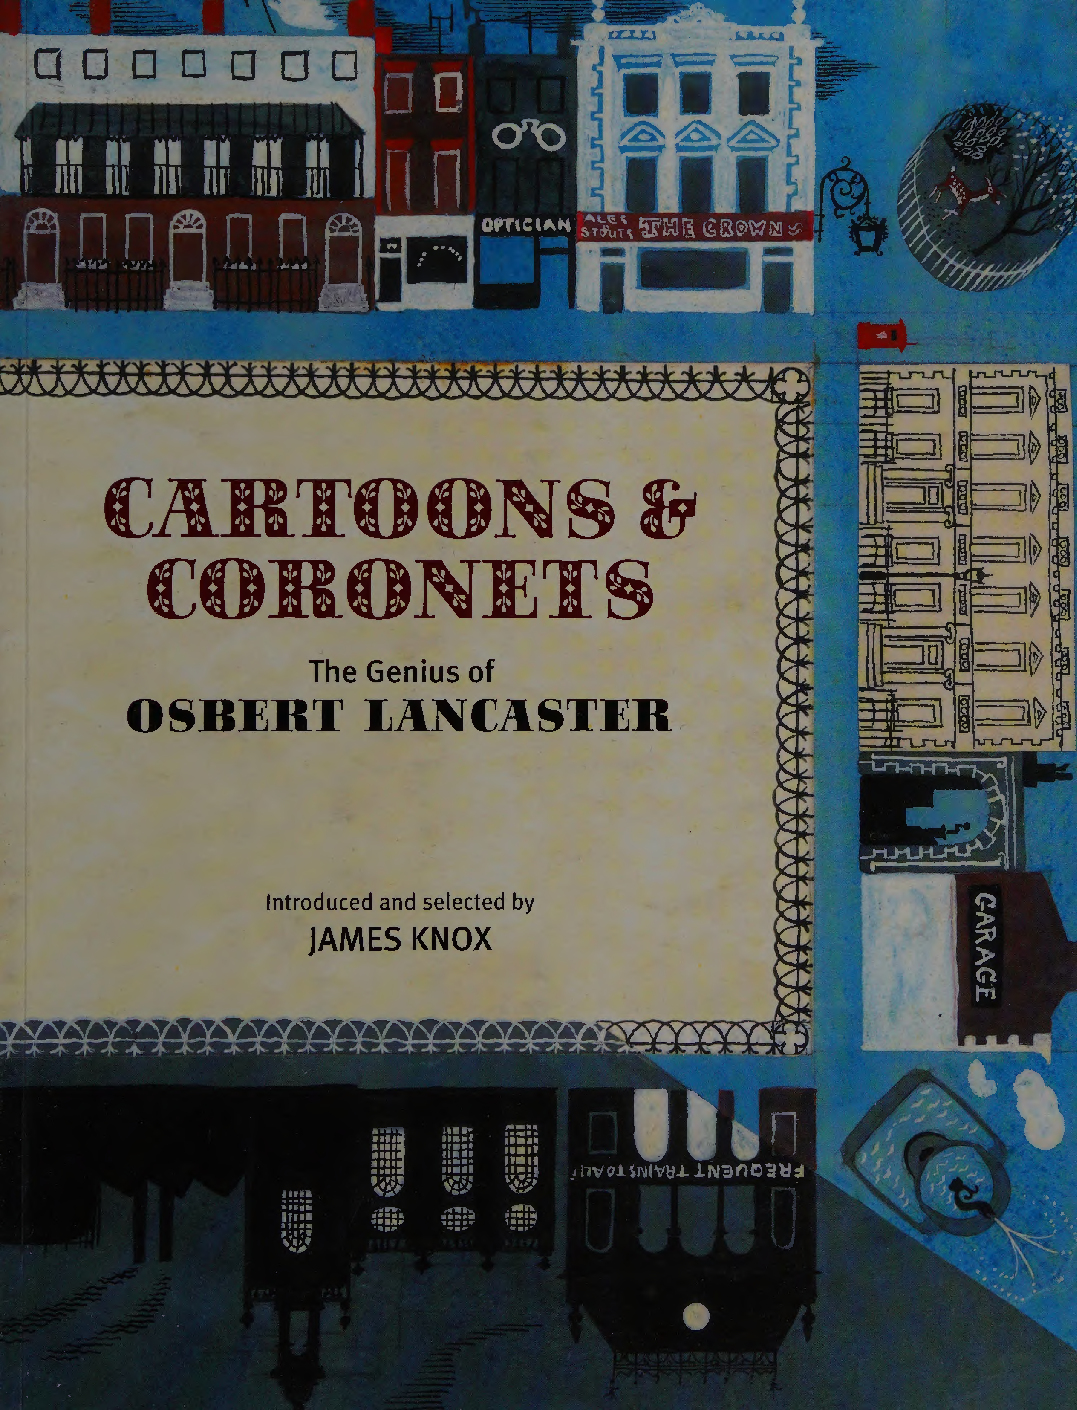 OPTICIAN
ALES
STOUTS
THE CROWN
CARTOONS &
CORONETS
The Genius of
OSBERT LANCASTER
Introduced and selected by
JAMES KNOX
GARAGE
FREQUENT TRAINS TO ALL